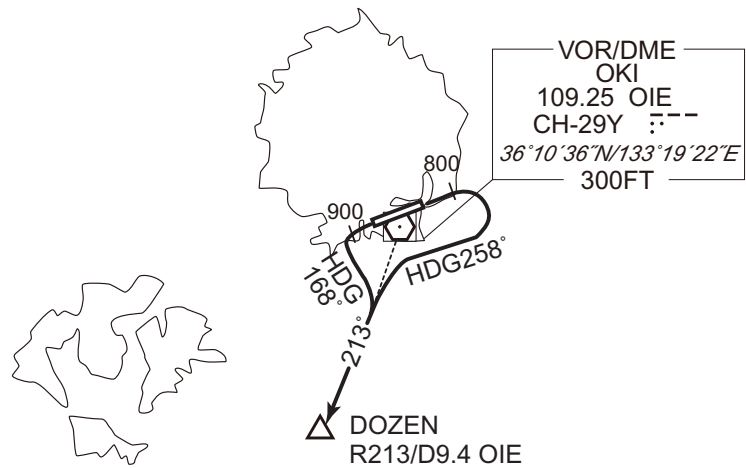 VOR/DME
OKI
109.25 OIE
CH-29Y
36°10′36″N/133°19′22″E
300FT
800
900
HDG
168°
HDG258°
213°
DOZEN
R213/D9.4 OIE